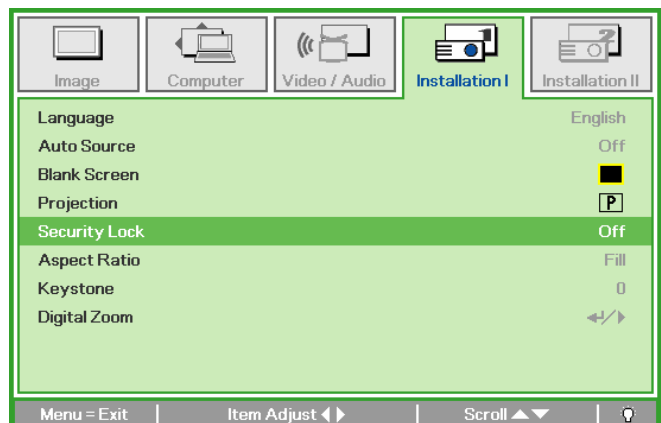 Image Computer Video / Audio Installation I Installation II
Language English
Auto Source Off
Blank Screen
Projection P
Security Lock Off
Aspect Ratio Fill
Keystone 0
Digital Zoom
Menu = Exit Item Adjust Scroll